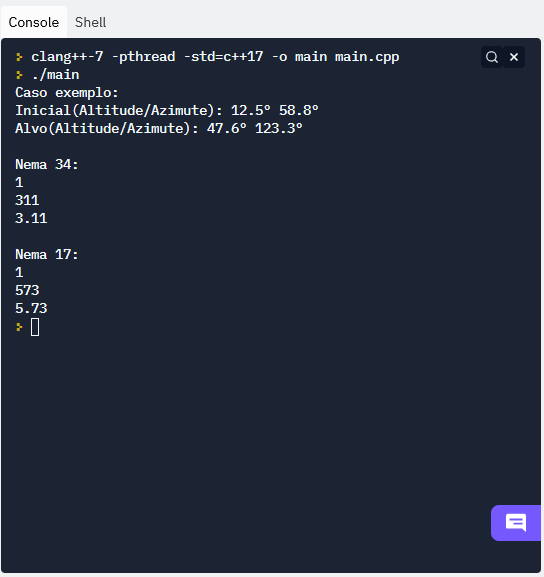 Console Shell
clang++-7 -pthread -std=c++17 -o main main.cpp
./main
Caso exemplo:
Inicial(Altitude/Azimute): 12.5° 58.8°
Alvo(Altitude/Azimute): 47.6° 123.3°
Nema 34:
1
311
3.11
Nema 17:
1
573
5.73